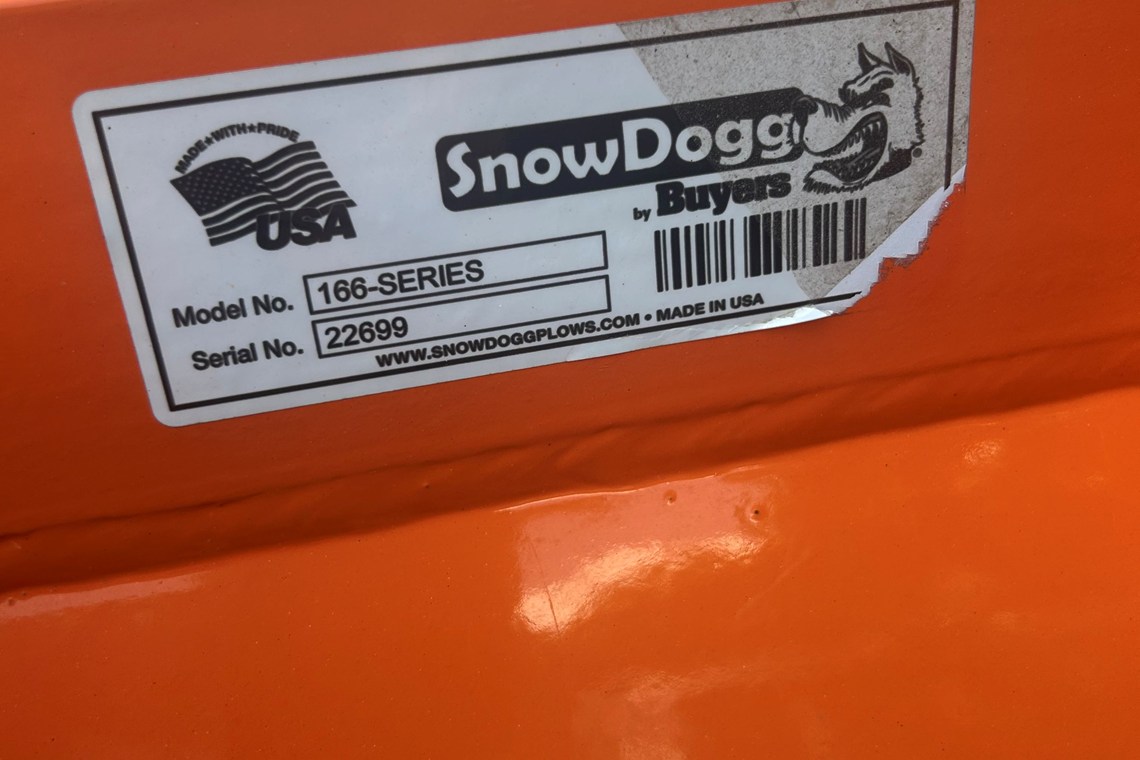 MADE★WITH★PRIDE
USA
SnowDogg
by Buyers
Model No. 166-SERIES
Serial No. 22699
WWW.SNOWDOGGPLOWS.COM • MADE IN USA